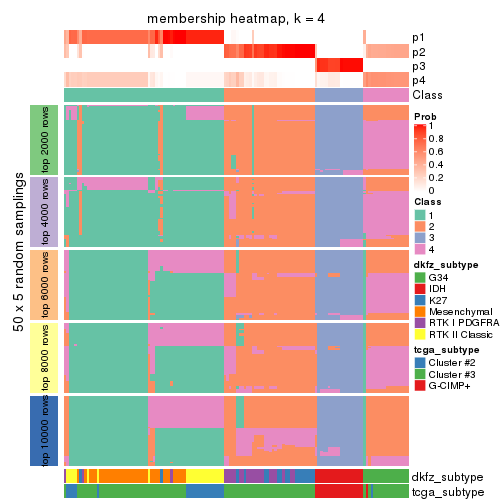 membership heatmap, k = 4
p1
p2
p3
p4
Class
50 x 5 random samplings
top 2000 rows
top 4000 rows
top 6000 rows
top 8000 rows
top 10000 rows
Prob
1
0.8
0.6
0.4
0.2
0
Class
1
2
3
4
dkfz_subtype
G34
IDH
K27
Mesenchymal
RTK I PDGFRA
RTK II Classic
tcga_subtype
Cluster #2
Cluster #3
G-CIMP+
dkfz_subtype
tcga_subtype